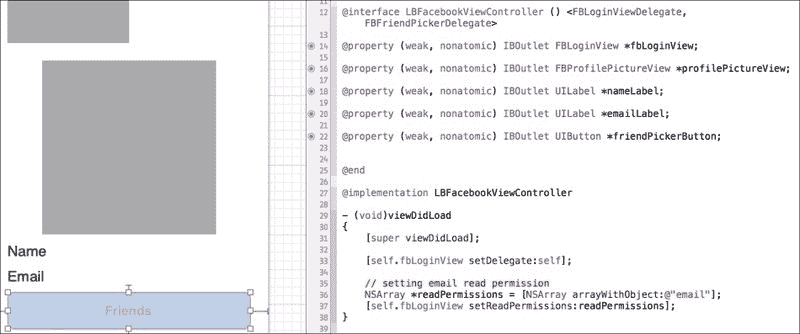 Name
Email
Friends
11
12 @interface LBFacebookViewController () <FBLoginViewDelegate,
FBFriendPickerDelegate>
13
14 @property (weak, nonatomic) IBOutlet FBLoginView *fbLoginView;
15
16 @property (weak, nonatomic) IBOutlet FBProfilePictureView *profilePictureView;
17
18 @property (weak, nonatomic) IBOutlet UILabel *nameLabel;
19
20 @property (weak, nonatomic) IBOutlet UILabel *emailLabel;
21
22 @property (weak, nonatomic) IBOutlet UIButton *friendPickerButton;
23
24
25 @end
26
27 @implementation LBFacebookViewController
28
29 - (void)viewDidLoad
30 {
31 [super viewDidLoad];
32
33 [self.fbLoginView setDelegate:self];
34
35 // setting email read permission
36 NSArray *readPermissions = [NSArray arrayWithObject:@"email"];
37 [self.fbLoginView setReadPermissions:readPermissions];
38 }
39